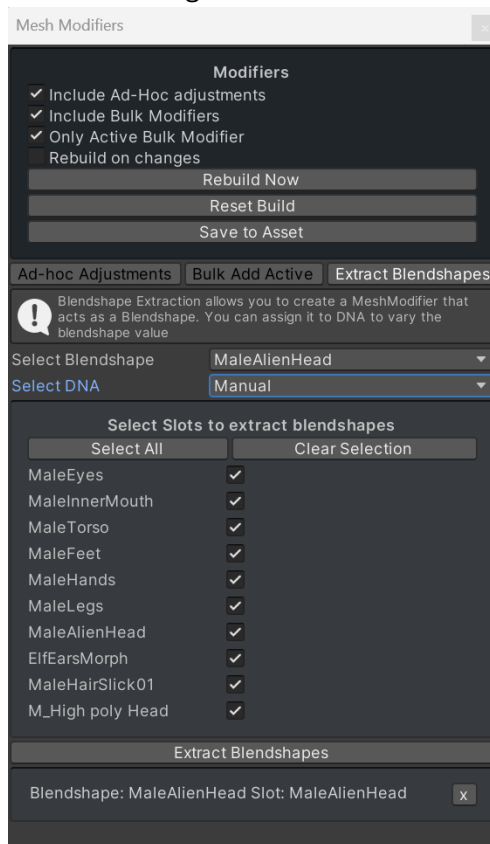 Mesh Modifiers
x
Modifiers
Include Ad-Hoc adjustments
Include Bulk Modifiers
Only Active Bulk Modifier
Rebuild on changes
Rebuild Now
Reset Build
Save to Asset
Ad-hoc Adjustments Bulk Add Active Extract Blendshapes
Blendshape Extraction allows you to create a MeshModifier that
acts as a Blendshape. You can assign it to DNA to vary the
blendshape value
Select Blendshape MaleAlienHead
Select DNA Manual
Select Slots to extract blendshapes
Select All Clear Selection
MaleEyes
MaleInnerMouth
MaleTorso
MaleFeet
MaleHands
MaleLegs
MaleAlienHead
ElfEarsMorph
MaleHairSlick01
M_High poly Head
Extract Blendshapes
Blendshape: MaleAlienHead Slot: MaleAlienHead x